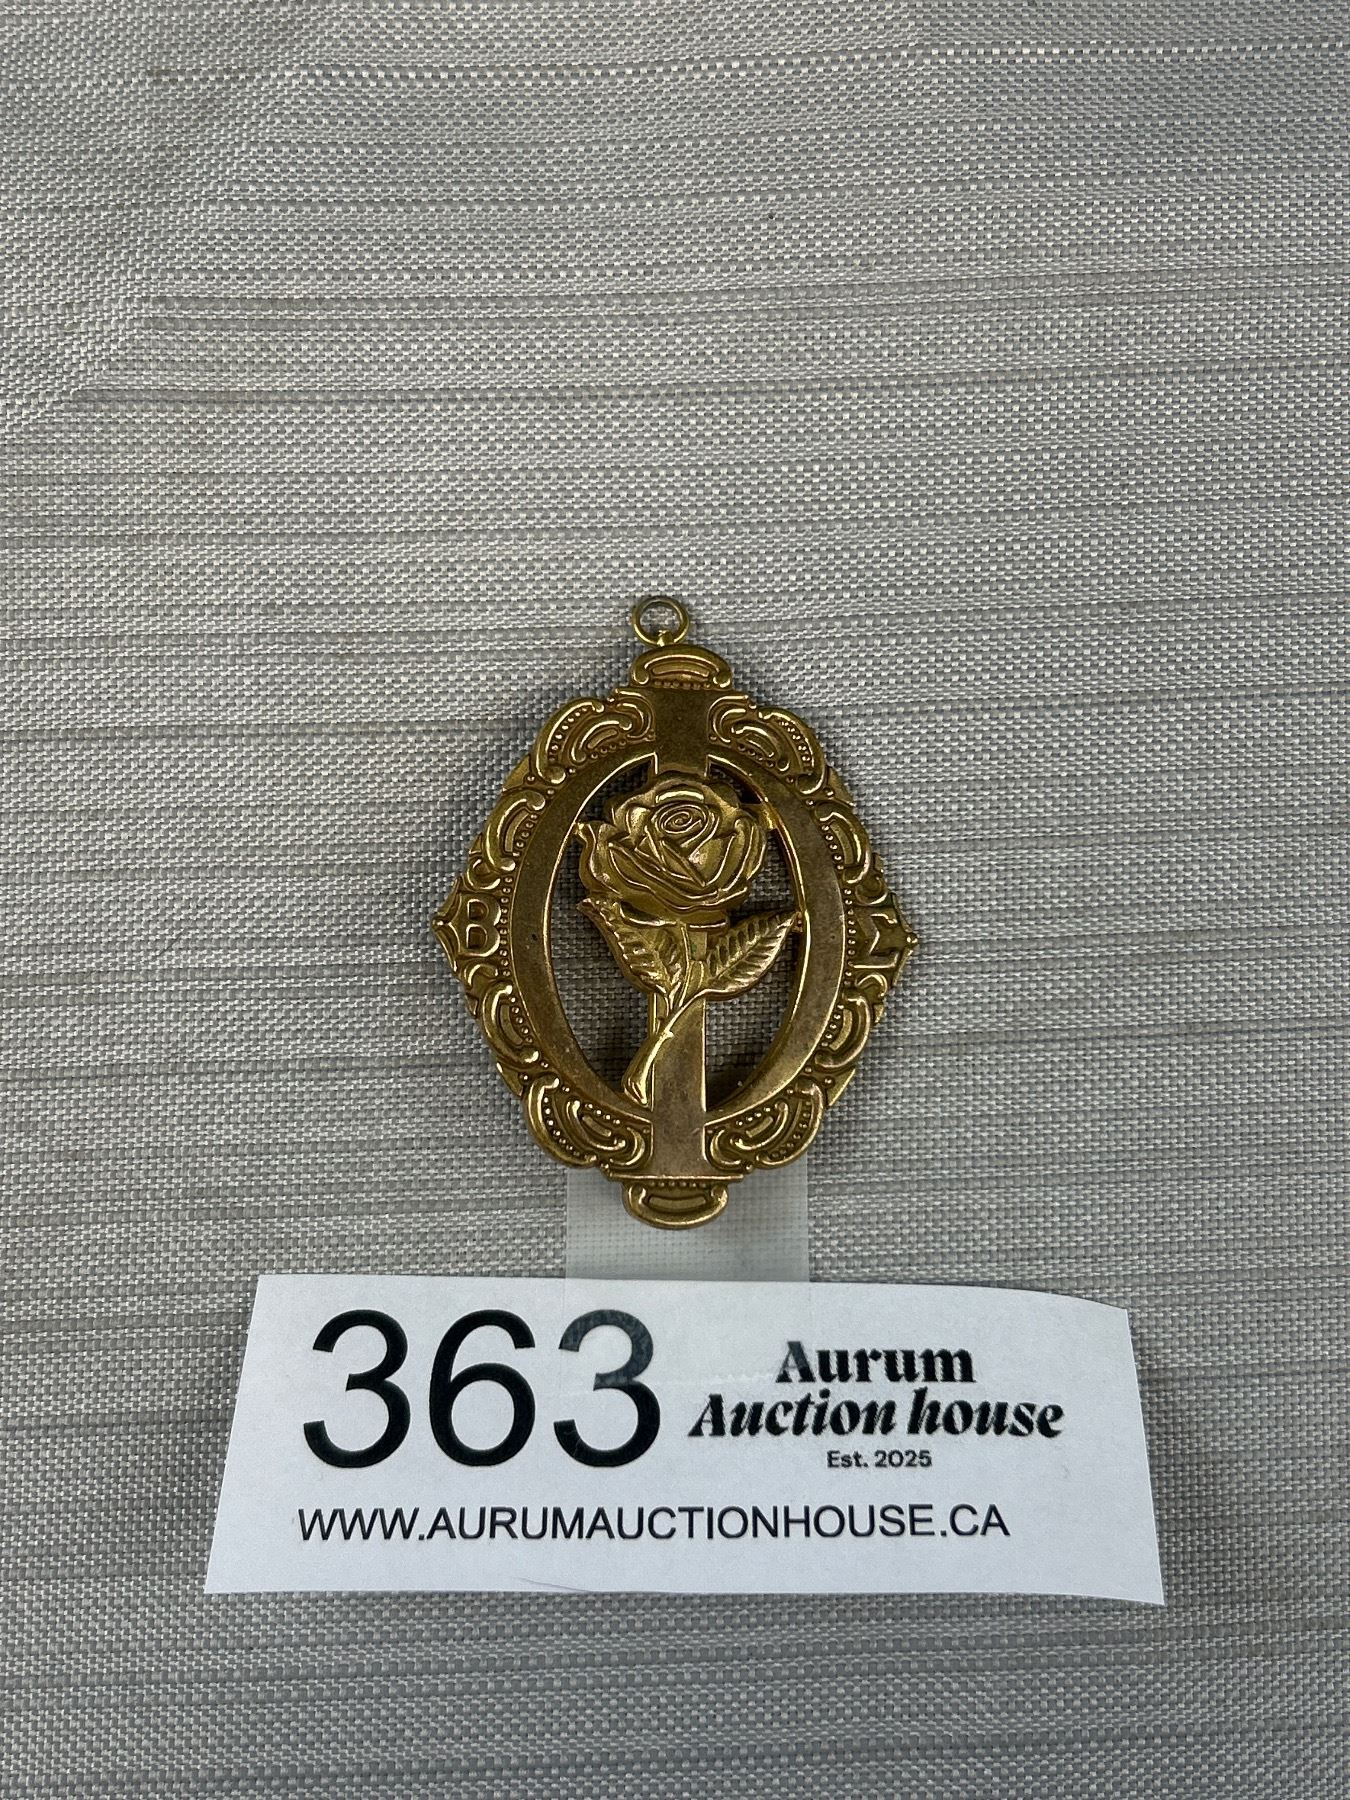 B Σ
363
Aurum
Auction house
Est. 2025
WWW.AURUMAUCTIONHOUSE.CA